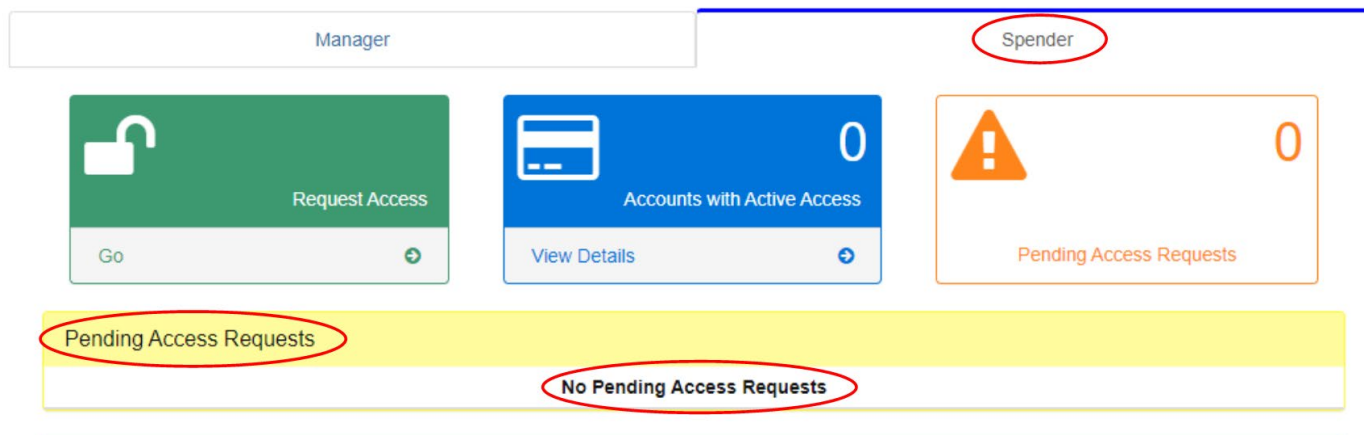 Manager
Spender
0
0
Request Access
Accounts with Active Access
Go
View Details
Pending Access Requests
Pending Access Requests
No Pending Access Requests